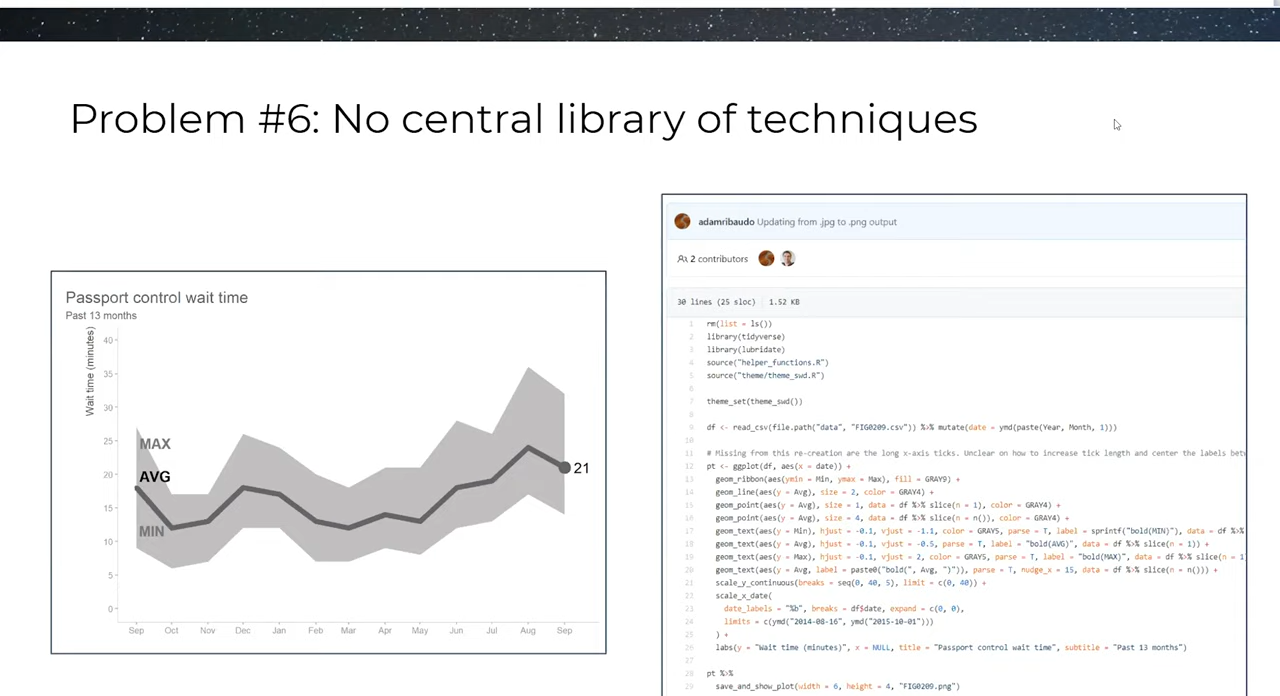 Problem #6: No central library of techniques
Passport control wait time
Past 13 months
Wait time (minutes)
40
35
30
25
20
15
10
5
0
MAX
AVG
MIN
21
Sep Oct Nov Dec Jan Feb Mar Apr May Jun Jul Aug Sep
adamribaudo Updating from .jpg to .png output
2 contributors
30 lines (25 sloc) 1.52 KB
1 rm(list = ls())
2 library(tidyverse)
3 library(lubridate)
4 source("helper_functions.R")
5 source("theme/theme_swd.R")
6
7 theme_set(theme_swd())
8
9 df <- read_csv(file.path("data", "FIG0209.csv")) %>% mutate(date = ymd(paste(Year, Month, 1)))
10
11 # Missing from this re-creation are the long x-axis ticks. Unclear on how to increase tick length and center the labels betw
12 pt <- ggplot(df, aes(x = date)) +
13 geom_ribbon(aes(ymin = Min, ymax = Max), fill = GRAY9) +
14 geom_line(aes(y = Avg), size = 2, color = GRAY4) +
15 geom_point(aes(y = Avg), size = 1, data = df %>% slice(n = 1), color = GRAY4) +
16 geom_point(aes(y = Avg), size = 4, data = df %>% slice(n = n()), color = GRAY4) +
17 geom_text(aes(y = Min), hjust = -0.1, vjust = -1.1, color = GRAY5, parse = T, label = sprintf("bold(MIN)"), data = df %>%
18 geom_text(aes(y = Avg), hjust = -0.1, vjust = -0.5, parse = T, label = "bold(AVG)", data = df %>% slice(n = 1)) +
19 geom_text(aes(y = Max), hjust = -0.1, vjust = 2, color = GRAY5, parse = T, label = "bold(MAX)", data = df %>% slice(n = 1
20 geom_text(aes(y = Avg, label = paste0("bold(", Avg, ")")), parse = T, nudge_x = 15, data = df %>% slice(n = n())) +
21 scale_y_continuous(breaks = seq(0, 40, 5), limit = c(0, 40)) +
22 scale_x_date(
23 date_labels = "%b", breaks = df$date, expand = c(0, 0),
24 limits = c(ymd("2014-08-16", ymd("2015-10-01")))
25 ) +
26 labs(y = "Wait time (minutes)", x = NULL, title = "Passport control wait time", subtitle = "Past 13 months")
27
28 pt %>%
29 save_and_show_plot(width = 6, height = 4, "FIG0209.png")